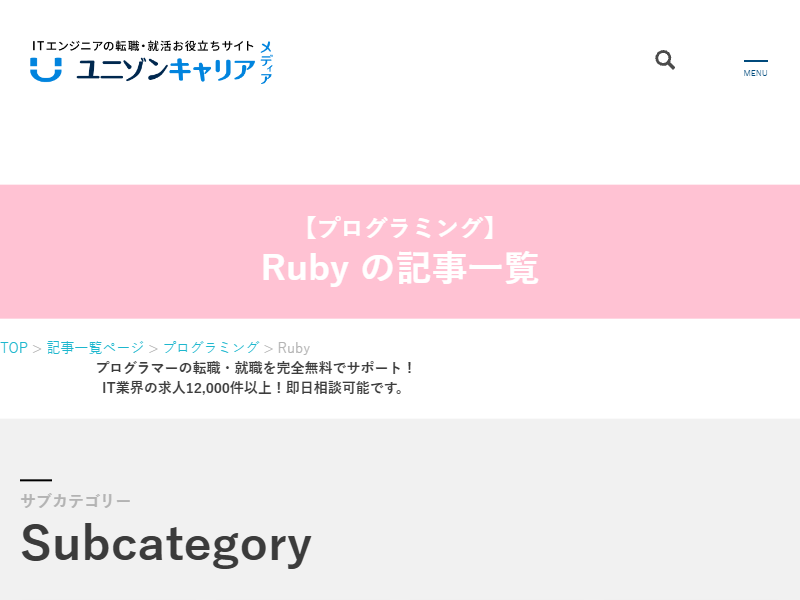 ITエンジニアの転職・就活お役立ちサイト
ユニゾンキャリア
メディア
MENU
【プログラミング】
Ruby の記事一覧
TOP > 記事一覧ページ > プログラミング > Ruby
プログラマーの転職・就職を完全無料でサポート！
IT業界の求人12,000件以上！即日相談可能です。
サブカテゴリー
Subcategory